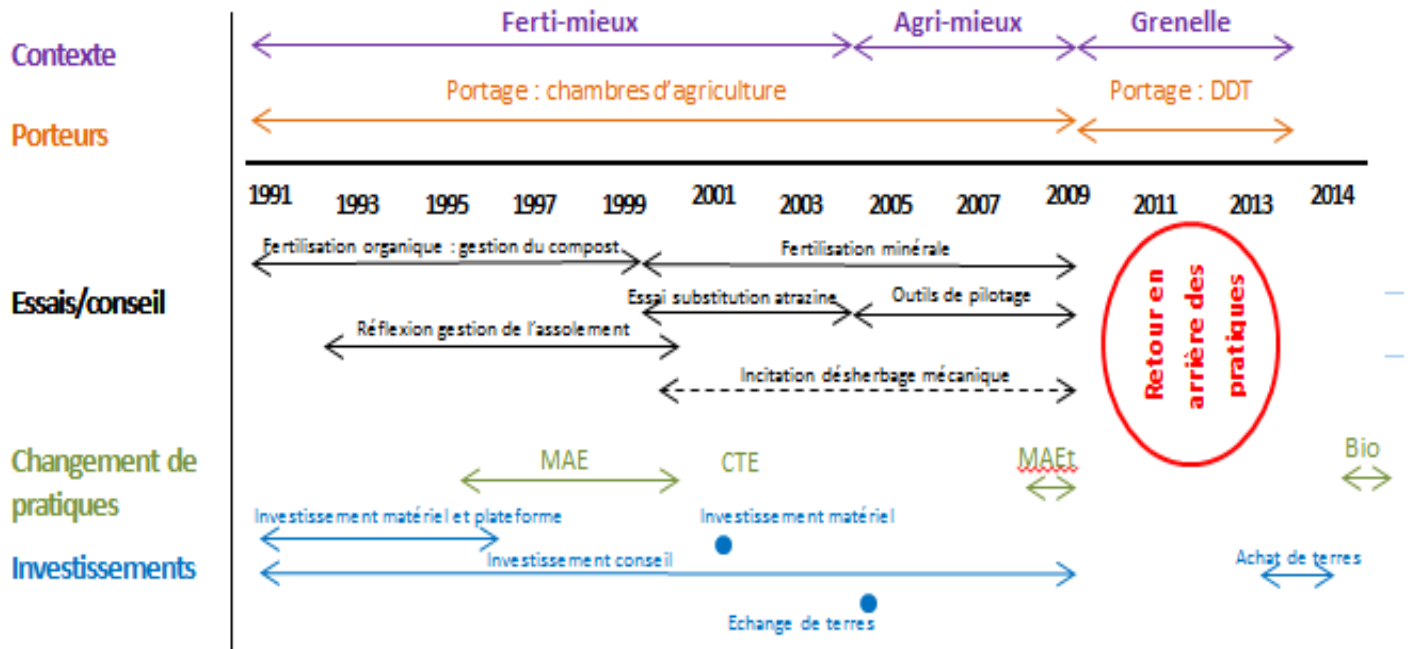 Ferti-mieux Agri-mieux Grenelle
Contexte
Portage : chambres d'agriculture Portage : DDT
Porteurs
1991 1993 1995 1997 1999 2001 2003 2005 2007 2009 2011 2013 2014
Fertilisation organique : gestion du compost Fertilisation minérale
Essai substitution atrazine Outils de pilotage
Essais/conseil
Réflexion gestion de l'assolement
Incitation désherbage mécanique
Retour en
arrière des
pratiques
Changement de
pratiques
MAE CTE MAEt Bio
Investissement matériel et plateforme Investissement matériel
Investissements
Investissement conseil Achat de terres
Echange de terres